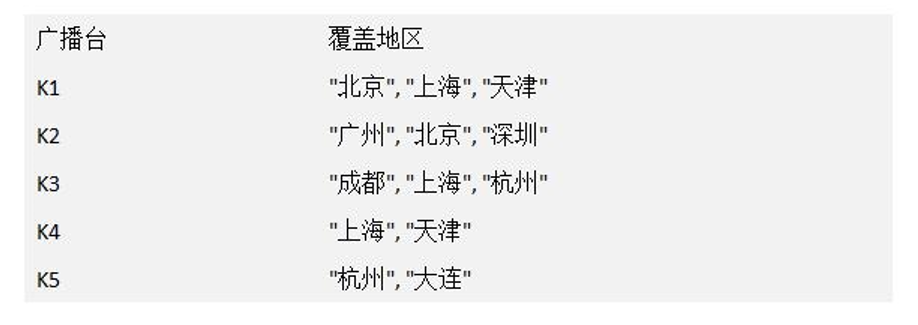 广播台 覆盖地区
K1 "北京", "上海", "天津"
K2 "广州", "北京", "深圳"
K3 "成都", "上海", "杭州"
K4 "上海", "天津"
K5 "杭州", "大连"